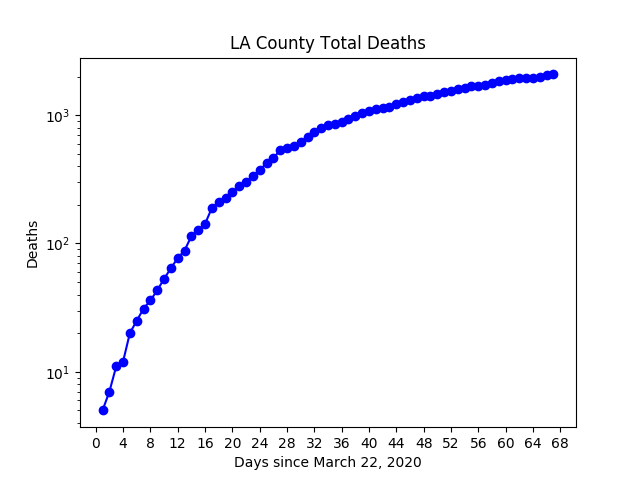 LA County Total Deaths
Deaths
10³
10²
10¹
0 4 8 12 16 20 24 28 32 36 40 44 48 52 56 60 64 68
Days since March 22, 2020